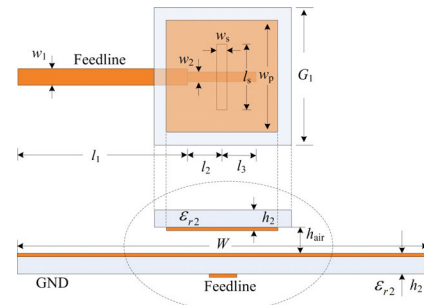 w₁
Feedline
w₂
wₛ
lₛ
wₚ
G₁
l₁
l₂
l₃
εᵣ₂
h₂
W
hair
GND
Feedline
εᵣ₂
h₂